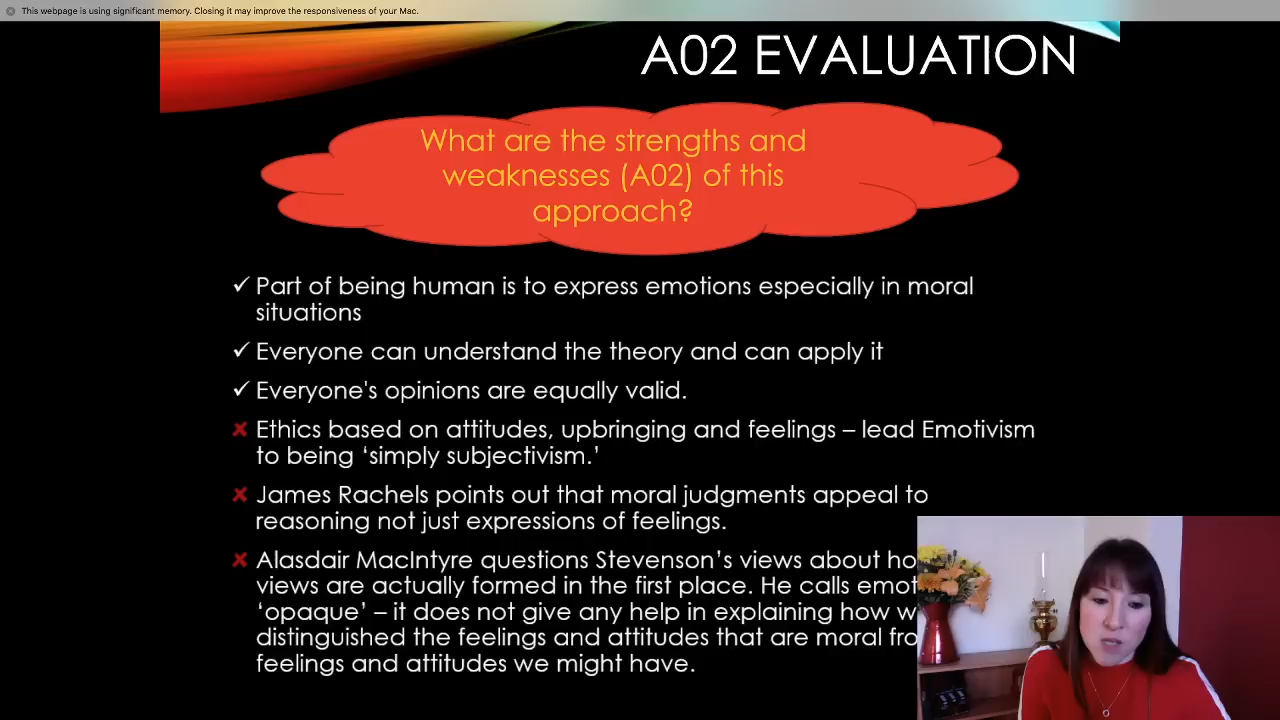 This webpage is using significant memory. Closing it may improve the responsiveness of your Mac.
A02 EVALUATION
What are the strengths and
weaknesses (A02) of this
approach?
✓ Part of being human is to express emotions especially in moral
situations
✓ Everyone can understand the theory and can apply it
✓ Everyone's opinions are equally valid.
✗ Ethics based on attitudes, upbringing and feelings – lead Emotivism
to being ‘simply subjectivism.’
✗ James Rachels points out that moral judgments appeal to
reasoning not just expressions of feelings.
✗ Alasdair MacIntyre questions Stevenson’s views about
views are actually formed in the first place. He calls
‘opaque’ – it does not give any help in explaining how
distinguished the feelings and attitudes that are moral
feelings and attitudes we might have.